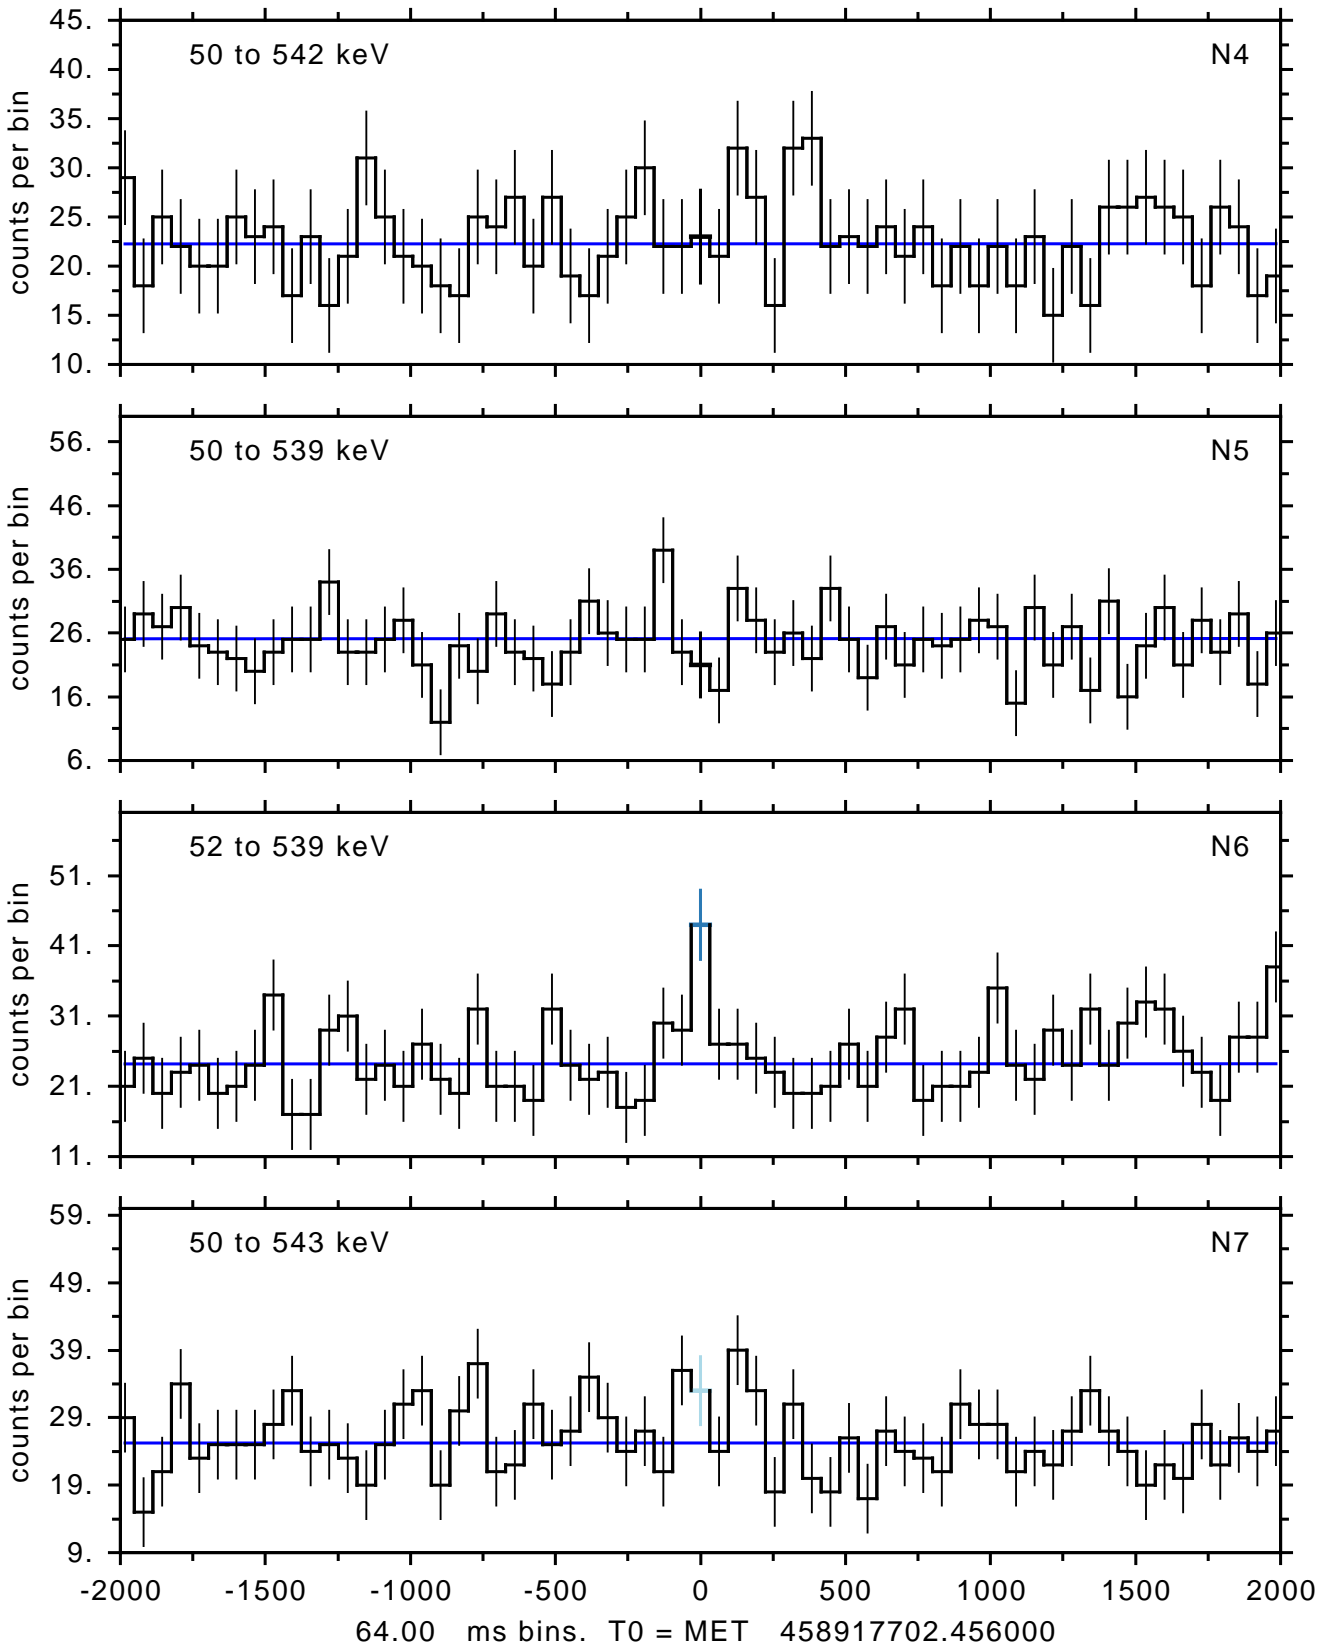 45.
50 to 542 keV N4
40.
35.
30.
25.
20.
15.
10.
counts per bin
50 to 539 keV N5
56.
46.
36.
26.
16.
6.
counts per bin
52 to 539 keV N6
51.
41.
31.
21.
11.
counts per bin
59.
50 to 543 keV N7
49.
39.
29.
19.
9.
counts per bin
-2000 -1500 -1000 -500 0 500 1000 1500 2000
64.00 ms bins. T0 = MET 458917702.456000